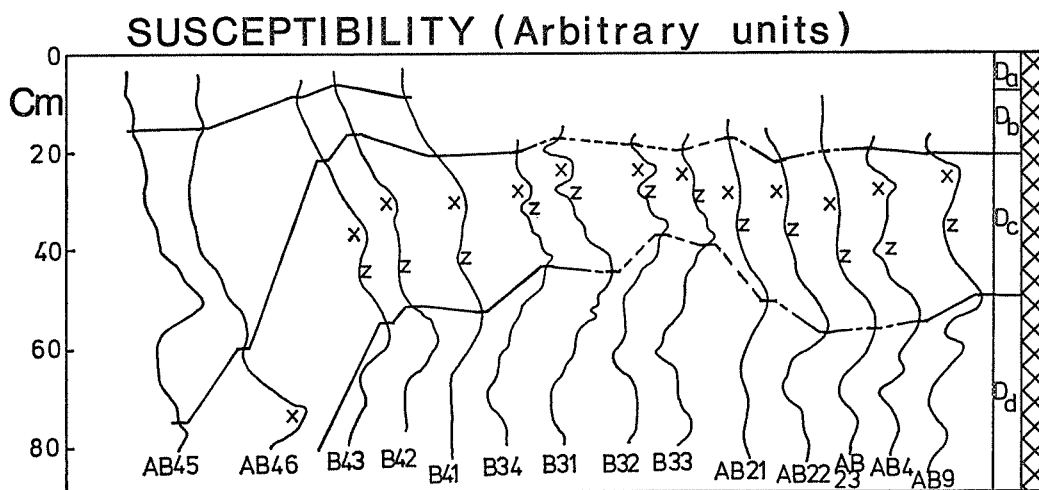 SUSCEPTIBILITY (Arbitrary units)
0
Cm
20
40
60
80
Da
Db
Dc
Dd
x z
x z
x z
x z
x z
x z
x z
x z
x z
x z
x z
x z
x
AB45
AB46
B43
B42
B41
B34
B31
B32
B33
AB21
AB22
AB
23
AB4
AB9